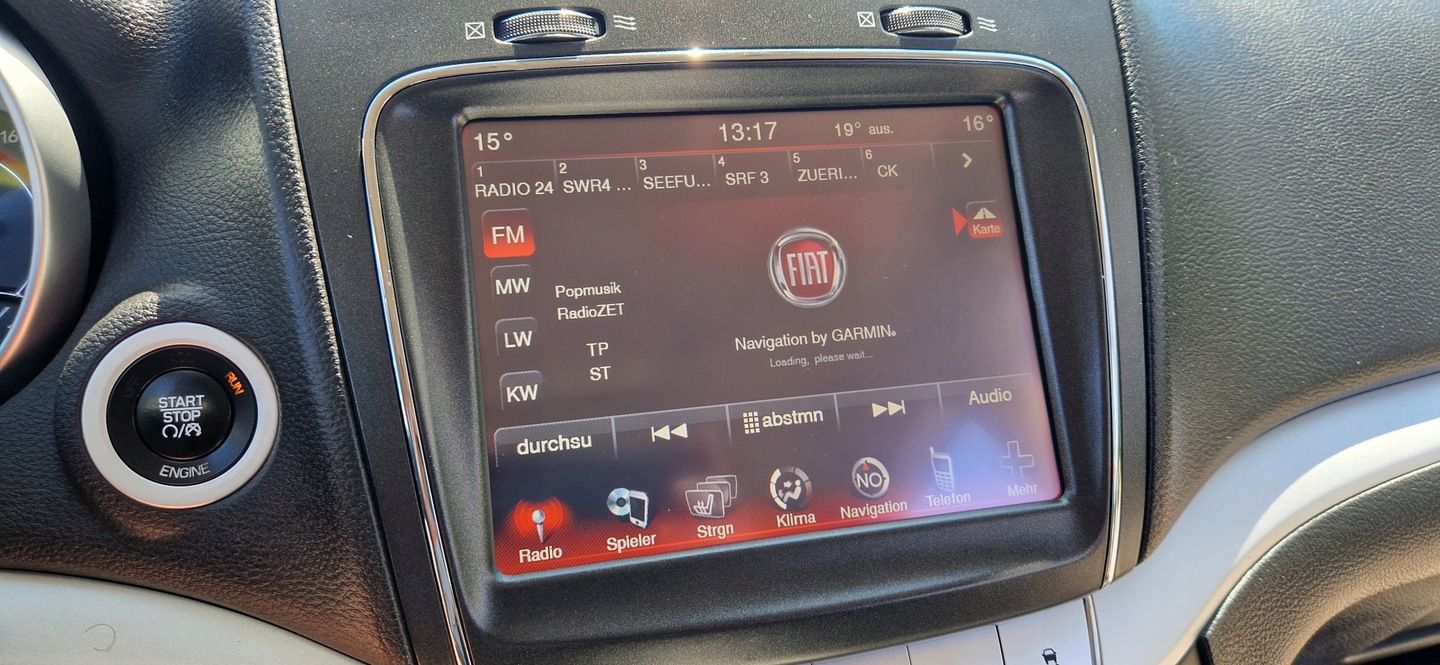 15° 13:17 19° aus. 16°
1 2 3 4 5 6
RADIO 24 SWR4 ... SEEFU... SRF 3 ZUERI... CK
FM
Karte
FIAT
MW
Popmusik
RadioZET
LW
TP
ST
KW
Navigation by GARMIN®
Loading, please wait...
durchsu abstmn Audio
NO
Radio Spieler Strgn Klima Navigation Telefon Mehr
RUN
START
STOP
ENGINE
16